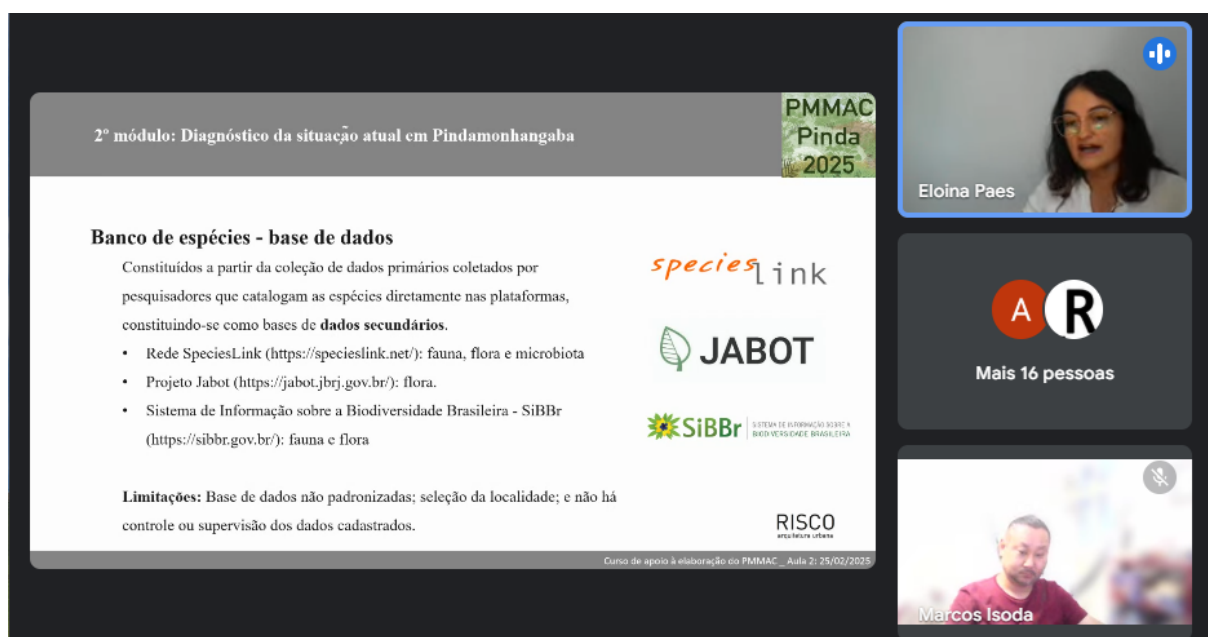 2º módulo: Diagnóstico da situação atual em Pindamonhangaba
PMMAC
Pinda
2025
Banco de espécies - base de dados
Constituídos a partir da coleção de dados primários coletados por
pesquisadores que catalogam as espécies diretamente nas plataformas,
constituindo-se como bases de dados secundários.
• Rede SpeciesLink (https://specieslink.net/): fauna, flora e microbiota
• Projeto Jabot (https://jabot.jbrj.gov.br/): flora.
• Sistema de Informação sobre a Biodiversidade Brasileira - SiBBr
(https://sibbr.gov.br/): fauna e flora
Limitações: Base de dados não padronizadas; seleção da localidade; e não há
controle ou supervisão dos dados cadastrados.
species
link
JABOT
SiBBr
SISTEMA DE INFORMAÇÃO SOBRE A
BIODIVERSIDADE BRASILEIRA
RISCO
arquitetura urbana
Curso de apoio à elaboração do PMMAC _ Aula 2: 25/02/2025
Eloina Paes
A R
Mais 16 pessoas
Marcos Isoda